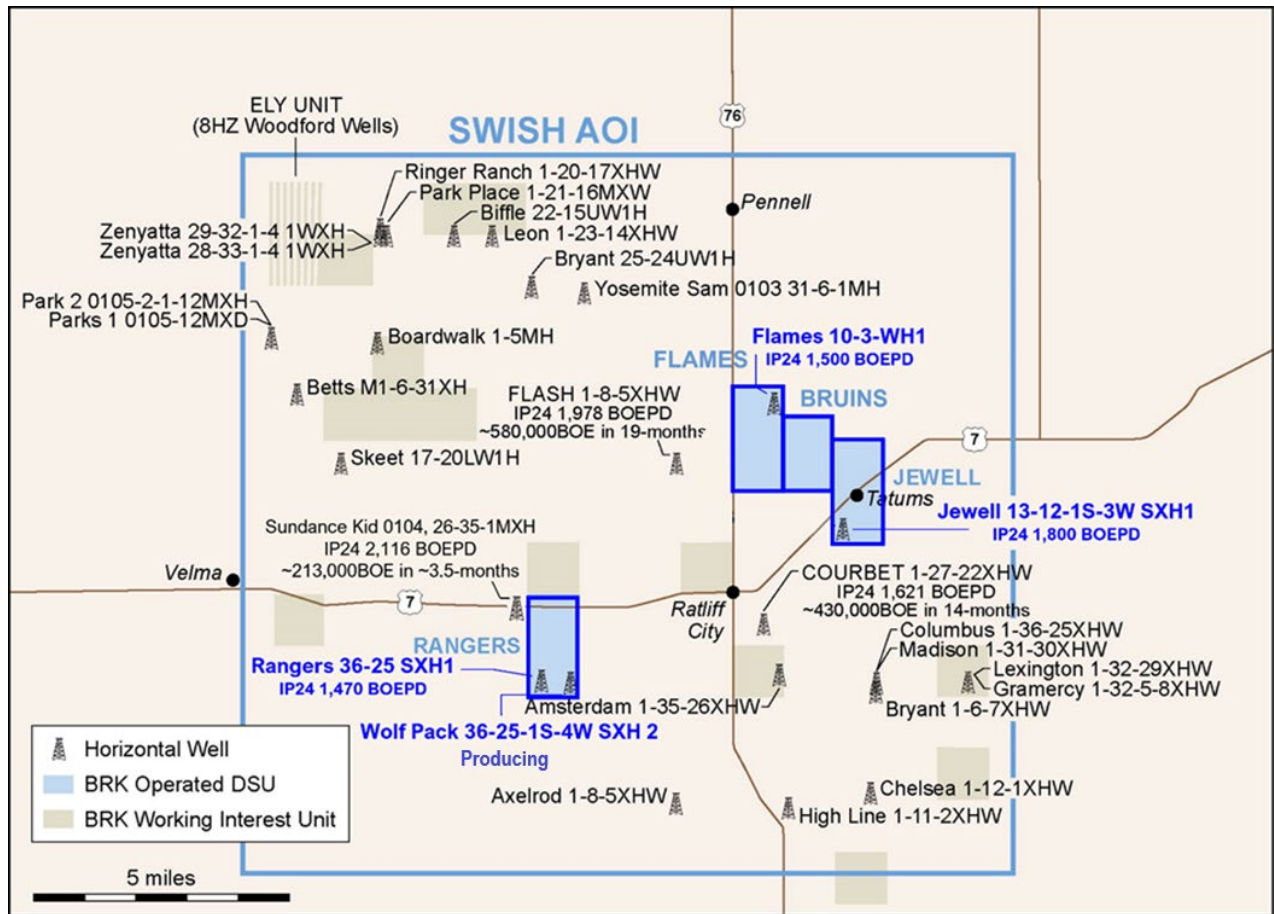 ELY UNIT
(8HZ Woodford Wells)
SWISH AOI
76
Ringer Ranch 1-20-17XHW
Park Place 1-21-16MXW
Biffle 22-15UW1H
Leon 1-23-14XHW
Pennell
Zenyatta 29-32-1-4 1WXH
Zenyatta 28-33-1-4 1WXH
Bryant 25-24UW1H
Yosemite Sam 0103 31-6-1MH
Park 2 0105-2-1-12MXH
Parks 1 0105-12MXD
Boardwalk 1-5MH
Flames 10-3-WH1
IP24 1,500 BOEPD
FLAMES
BRUINS
Betts M1-6-31XH
FLASH 1-8-5XHW
IP24 1,978 BOEPD
~580,000BOE in 19-months
7
Skeet 17-20LW1H
JEWELL
Tatums
Jewell 13-12-1S-3W SXH1
IP24 1,800 BOEPD
Sundance Kid 0104, 26-35-1MXH
IP24 2,116 BOEPD
~213,000BOE in ~3.5-months
Velma
7
COURBET 1-27-22XHW
IP24 1,621 BOEPD
~430,000BOE in 14-months
Ratliff
City
Columbus 1-36-25XHW
Madison 1-31-30XHW
RANGERS
Rangers 36-25 SXH1
IP24 1,470 BOEPD
Lexington 1-32-29XHW
Gramercy 1-32-5-8XHW
Amsterdam 1-35-26XHW
Bryant 1-6-7XHW
Wolf Pack 36-25-1S-4W SXH 2
Producing
Horizontal Well
BRK Operated DSU
BRK Working Interest Unit
Axelrod 1-8-5XHW
Chelsea 1-12-1XHW
High Line 1-11-2XHW
5 miles